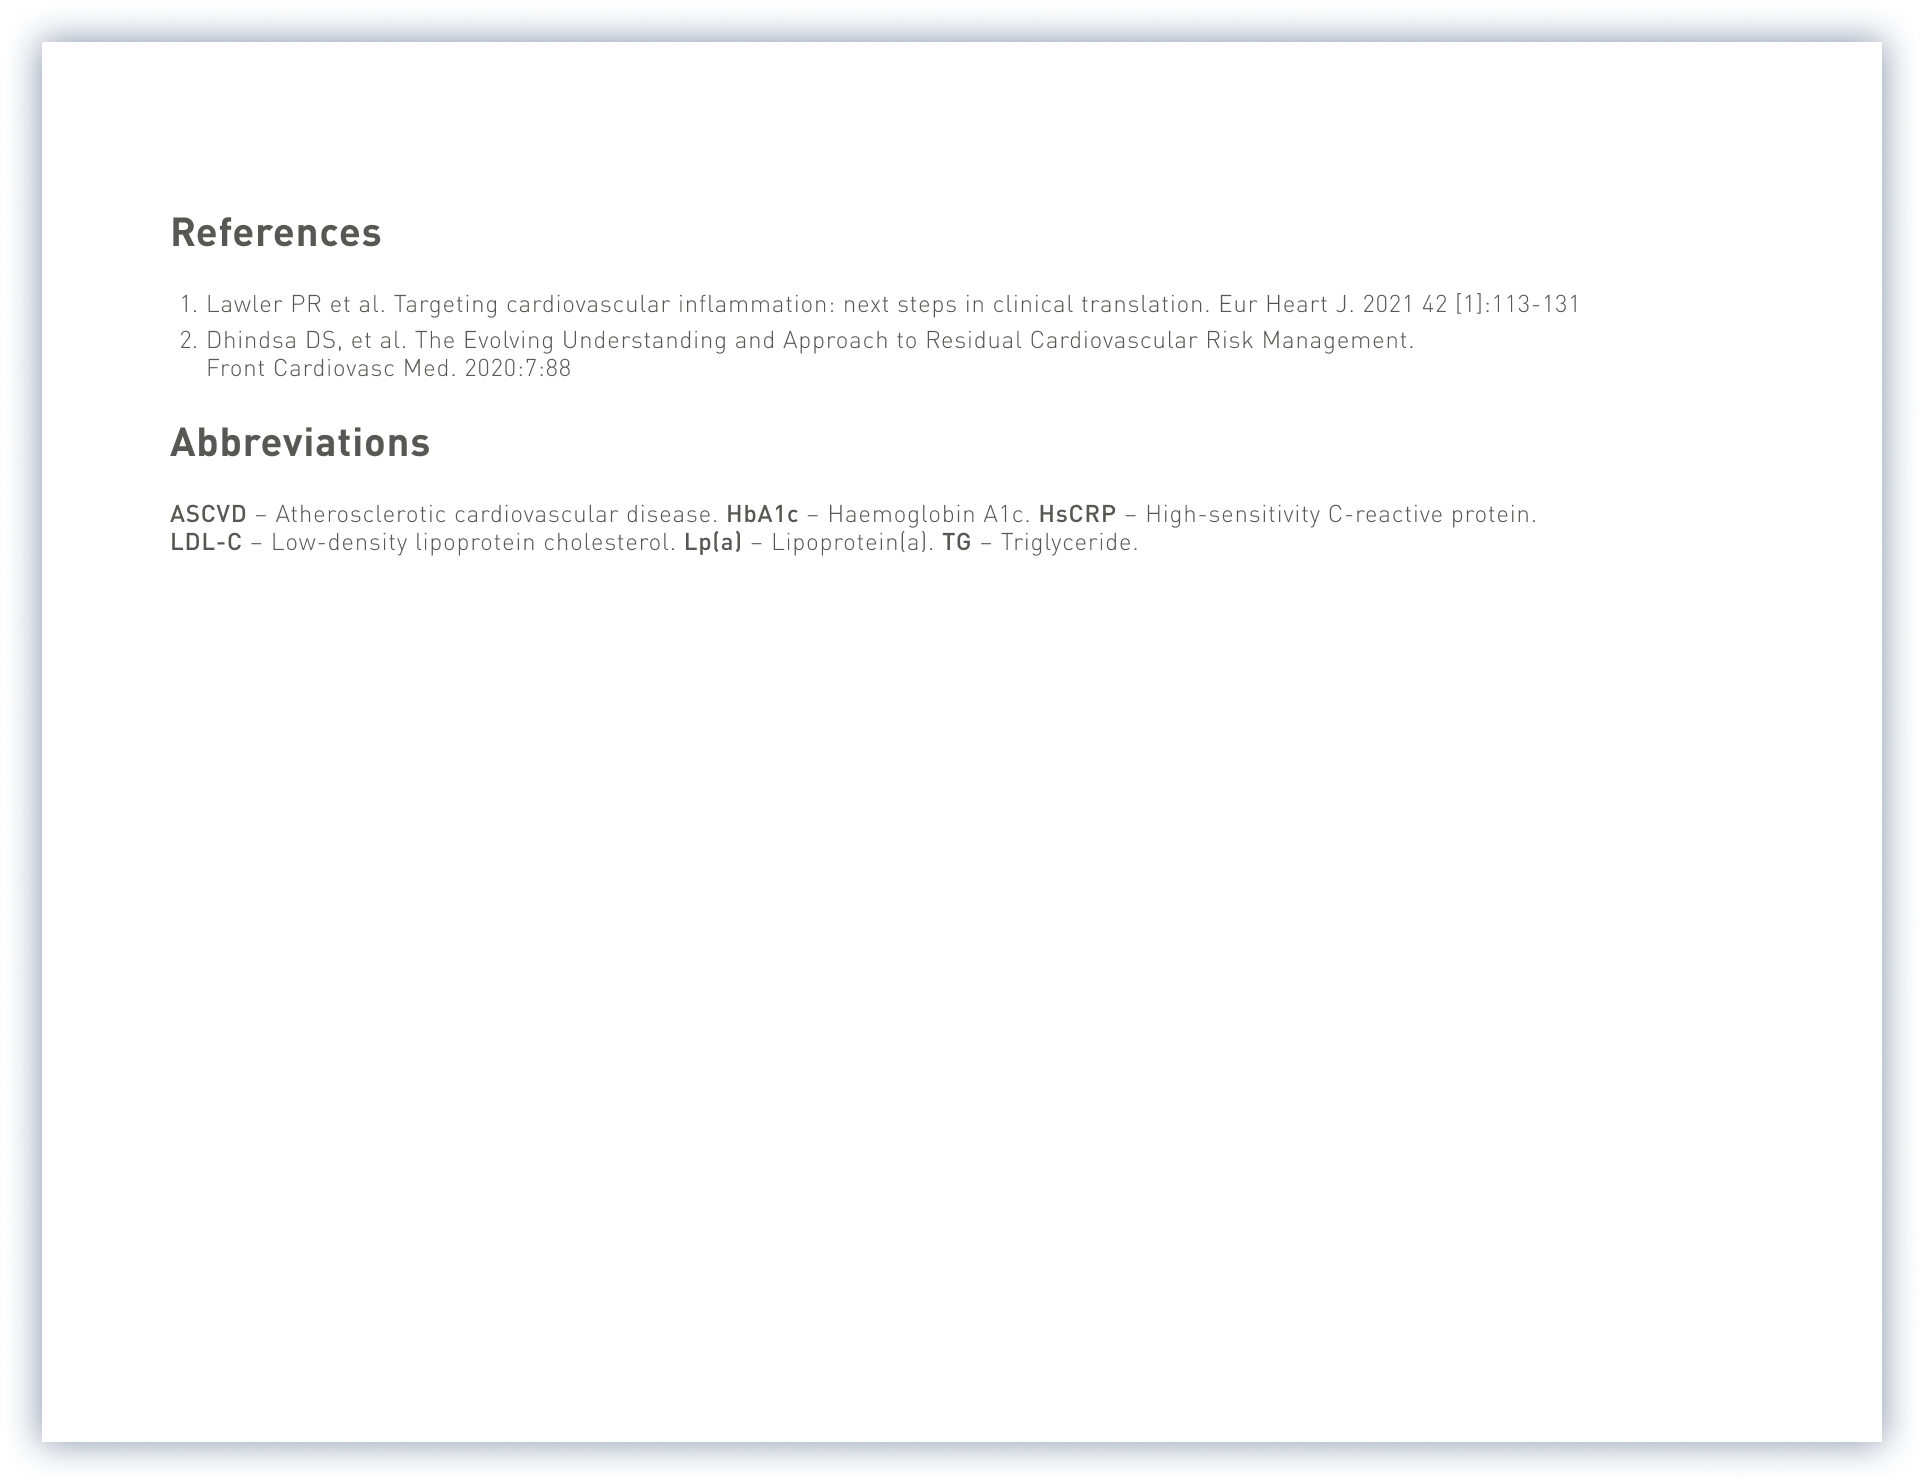 References
1. Lawler PR et al. Targeting cardiovascular inflammation: next steps in clinical translation. Eur Heart J. 2021 42 [1]:113-131
2. Dhindsa DS, et al. The Evolving Understanding and Approach to Residual Cardiovascular Risk Management.
Front Cardiovasc Med. 2020:7:88
Abbreviations
ASCVD – Atherosclerotic cardiovascular disease. HbA1c – Haemoglobin A1c. HsCRP – High-sensitivity C-reactive protein.
LDL-C – Low-density lipoprotein cholesterol. Lp(a) – Lipoprotein(a). TG – Triglyceride.